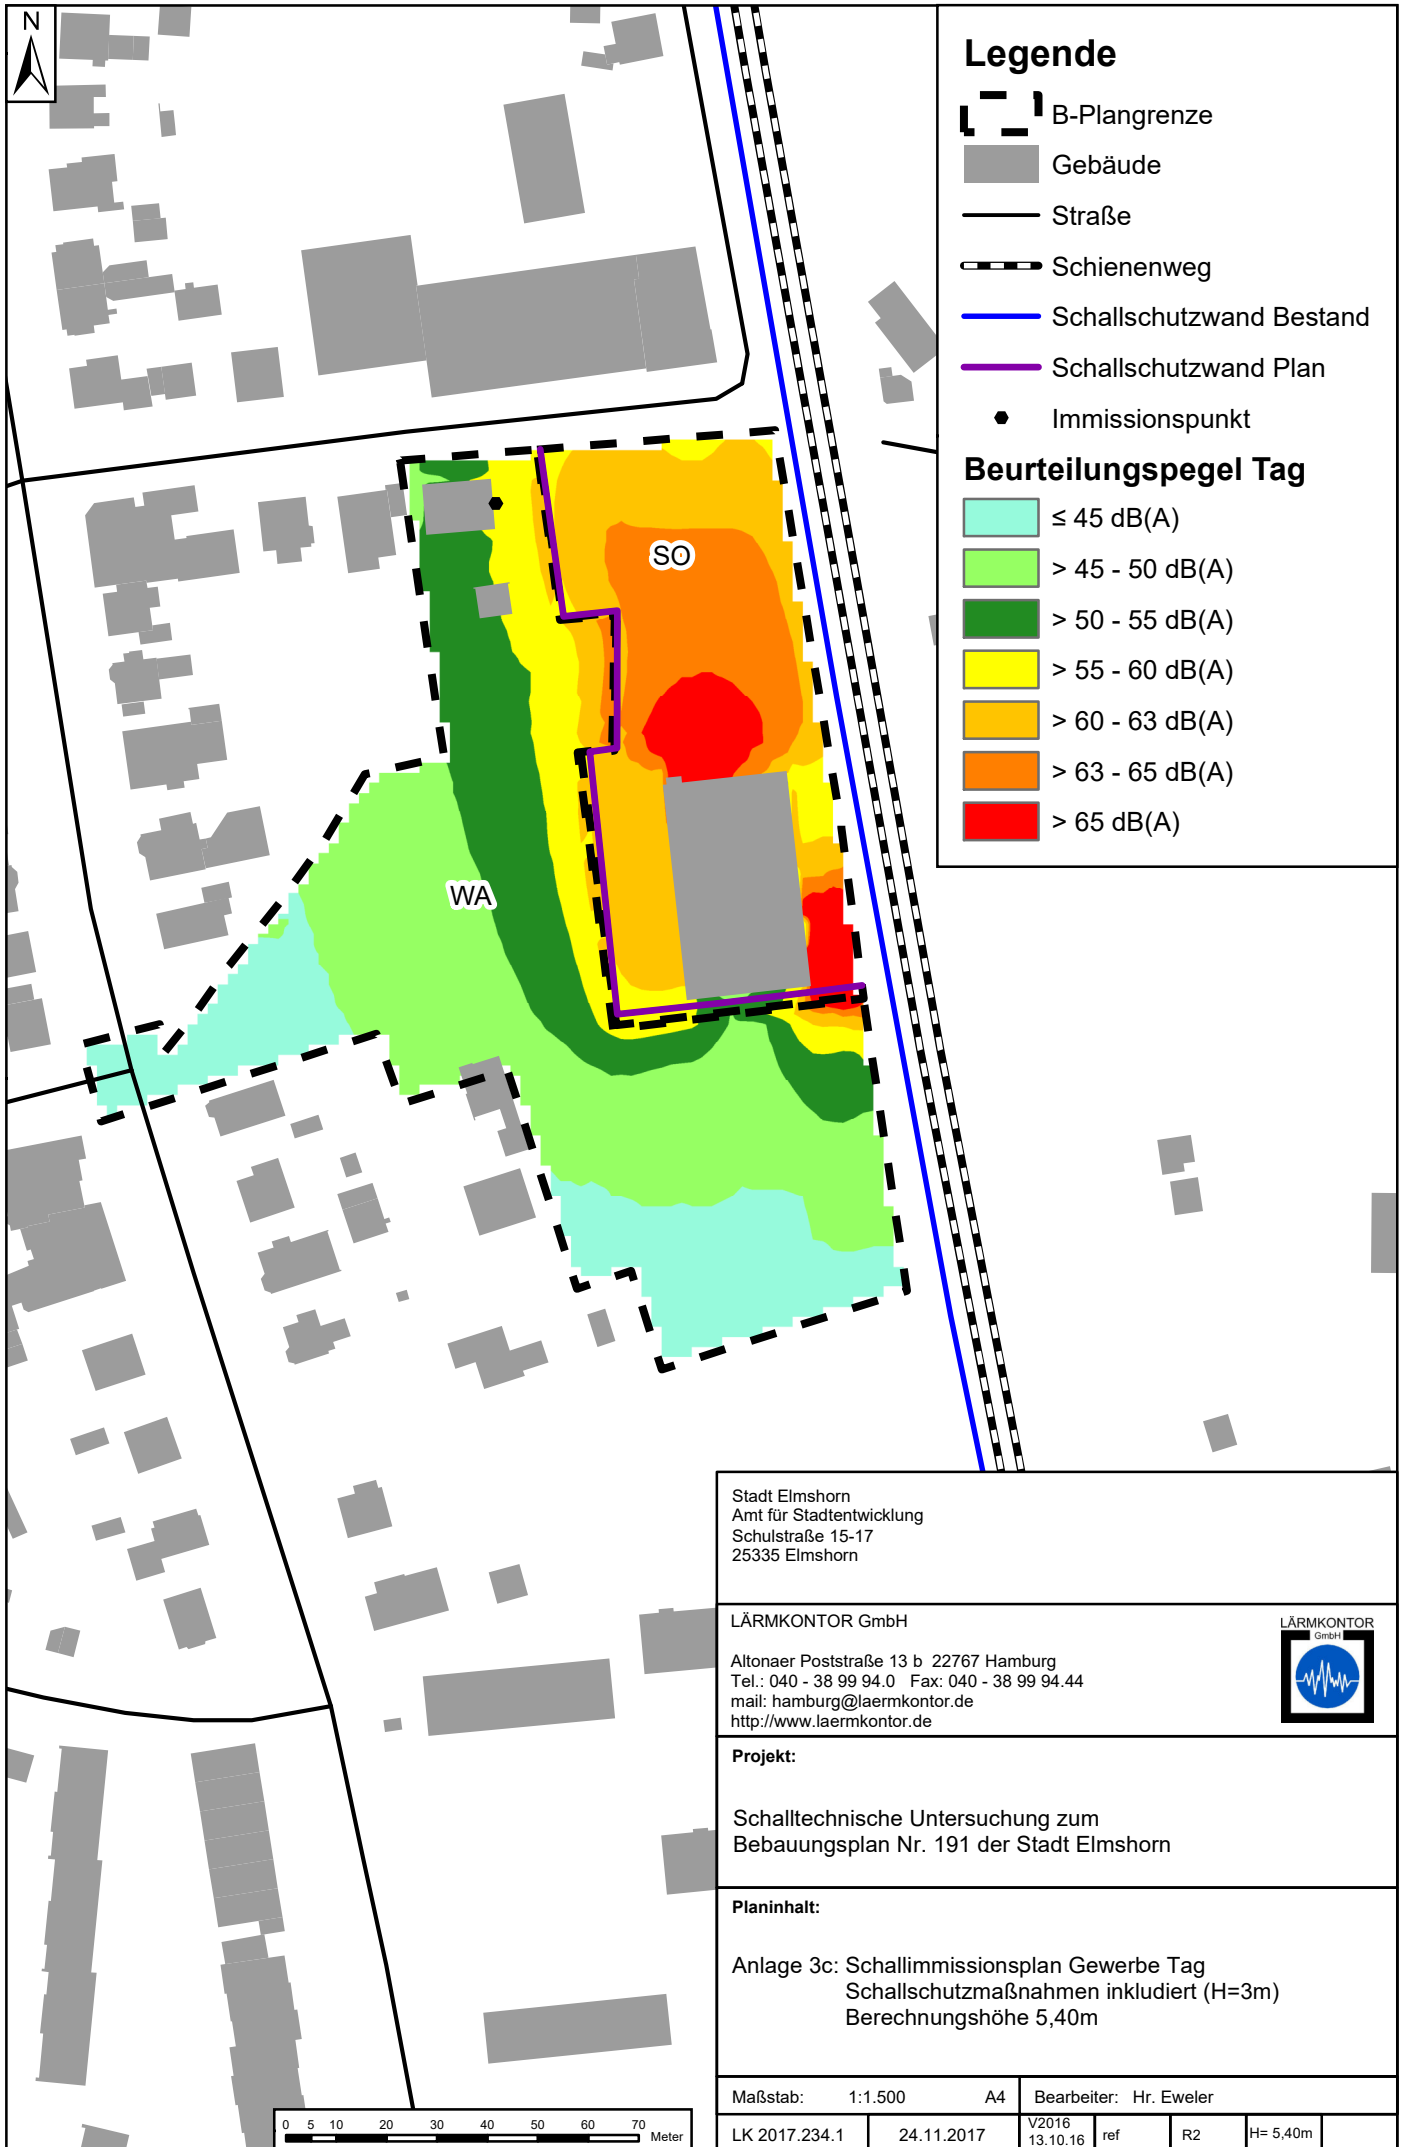 N
Legende
B-Plangrenze
Gebäude
Straße
Schienenweg
Schallschutzwand Bestand
Schallschutzwand Plan
Immissionspunkt
Beurteilungspegel Tag
≤ 45 dB(A)
> 45 - 50 dB(A)
> 50 - 55 dB(A)
> 55 - 60 dB(A)
> 60 - 63 dB(A)
> 63 - 65 dB(A)
> 65 dB(A)
SO
WA
Stadt Elmshorn
Amt für Stadtentwicklung
Schulstraße 15-17
25335 Elmshorn
LÄRMKONTOR GmbH
Altonaer Poststraße 13 b 22767 Hamburg
Tel.: 040 - 38 99 94.0 Fax: 040 - 38 99 94.44
mail: hamburg@laermkontor.de
http://www.laermkontor.de
LÄRMKONTOR
GmbH
Projekt:
Schalltechnische Untersuchung zum
Bebauungsplan Nr. 191 der Stadt Elmshorn
Planinhalt:
Anlage 3c: Schallimmissionsplan Gewerbe Tag
Schallschutzmaßnahmen inkludiert (H=3m)
Berechnungshöhe 5,40m
Maßstab: 1:1.500 A4 Bearbeiter: Hr. Eweler
LK 2017.234.1 24.11.2017 V2016 13.10.16 ref R2 H= 5,40m
0 5 10 20 30 40 50 60 70 Meter